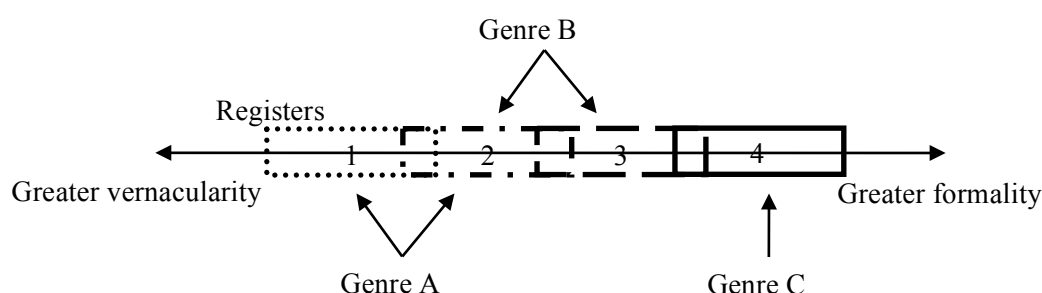 Genre B
Registers
1 2 3 4
Greater vernacularity Greater formality
Genre A Genre C